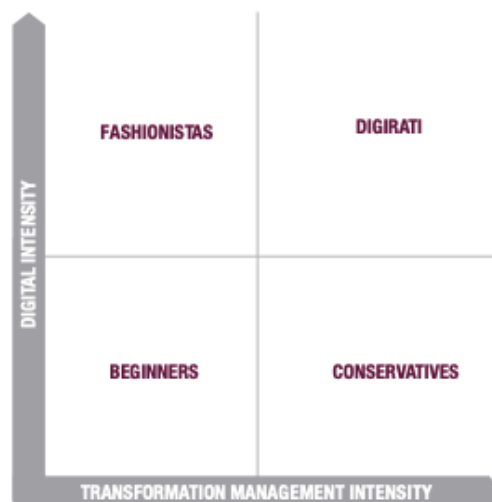 FASHIONISTAS
DIGIRATI
DIGITAL INTENSITY
BEGINNERS
CONSERVATIVES
TRANSFORMATION MANAGEMENT INTENSITY